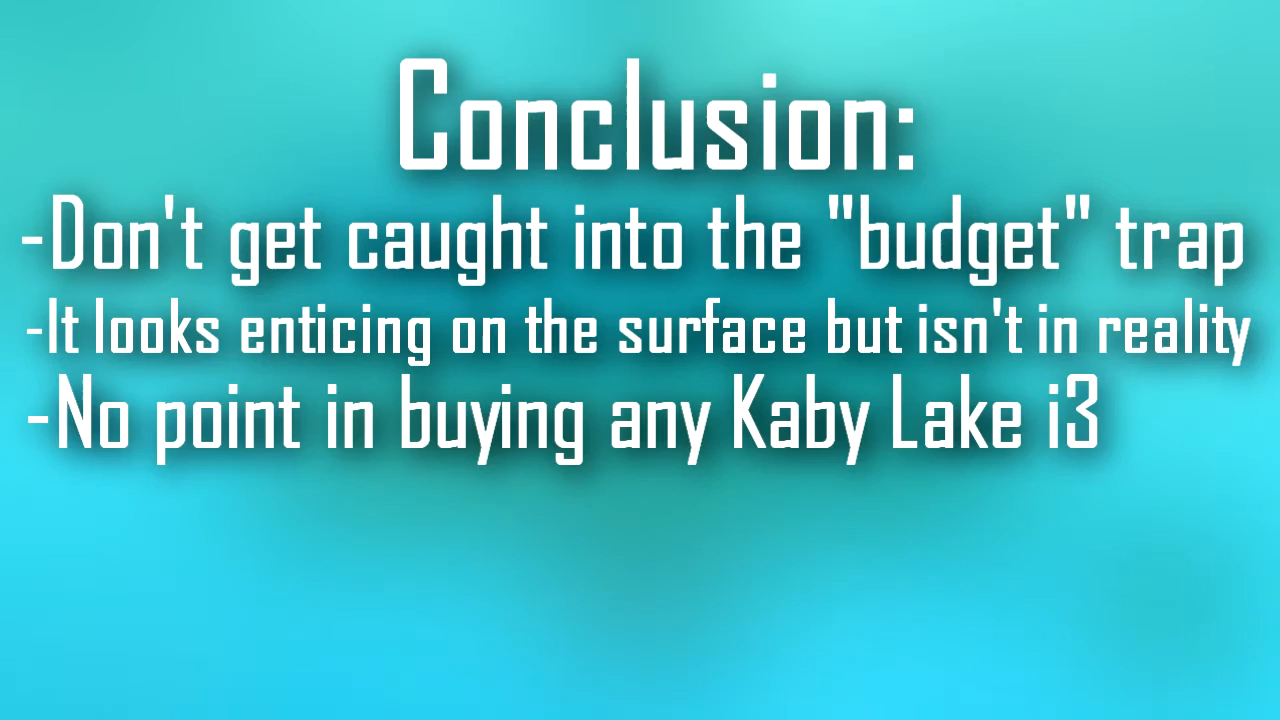 Conclusion:
-Don't get caught into the "budget" trap
-It looks enticing on the surface but isn't in reality
-No point in buying any Kaby Lake i3